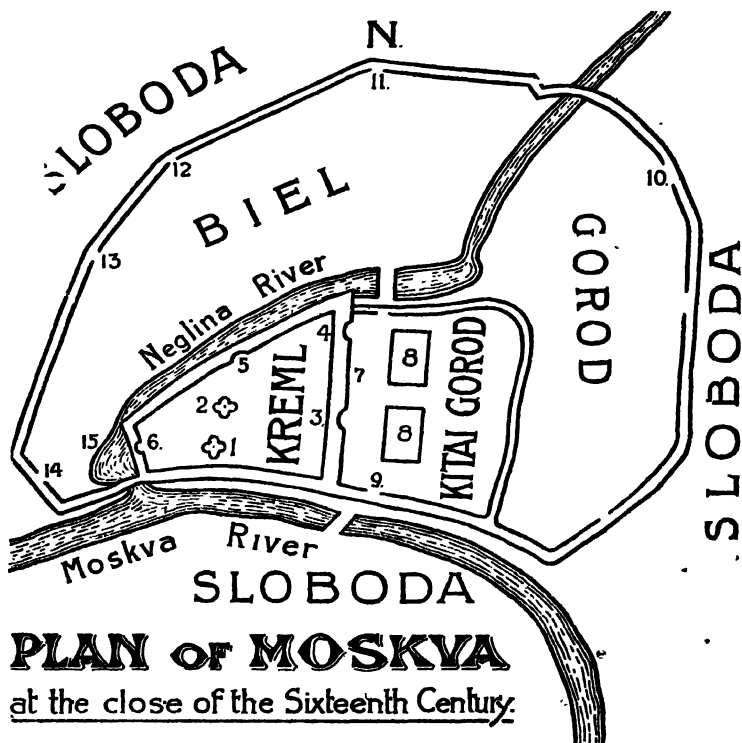 N.
SLOBODA
11.
12
10.
BIEL
GOROD
13
Neglina River
SLOBODA
4
5
7
8
KREML
KITAI GOROD
2
3.
8
15
6.
1
14
9.
Moskva River
SLOBODA
PLAN OF MOSKVA
at the close of the Sixteenth Century.